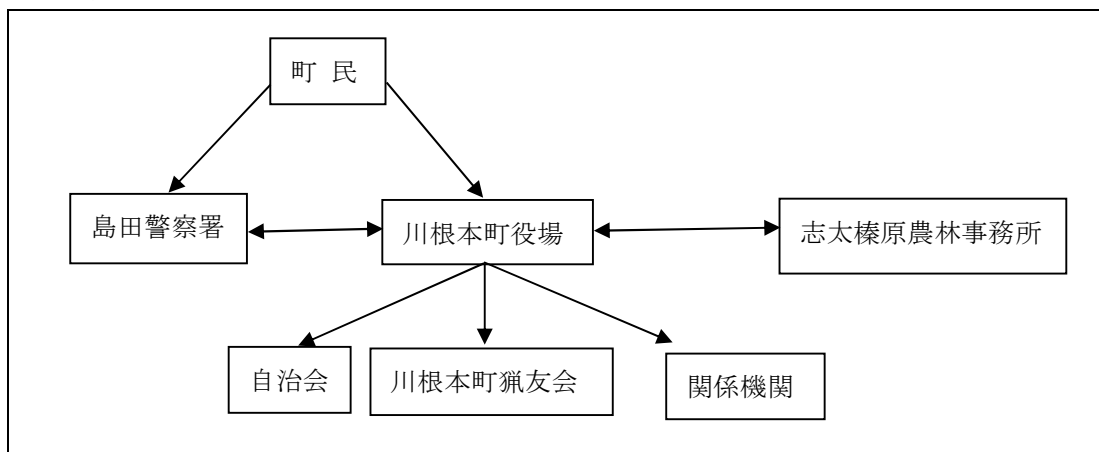 町 民
島田警察署
川根本町役場
志太榛原農林事務所
自治会
川根本町猟友会
関係機関